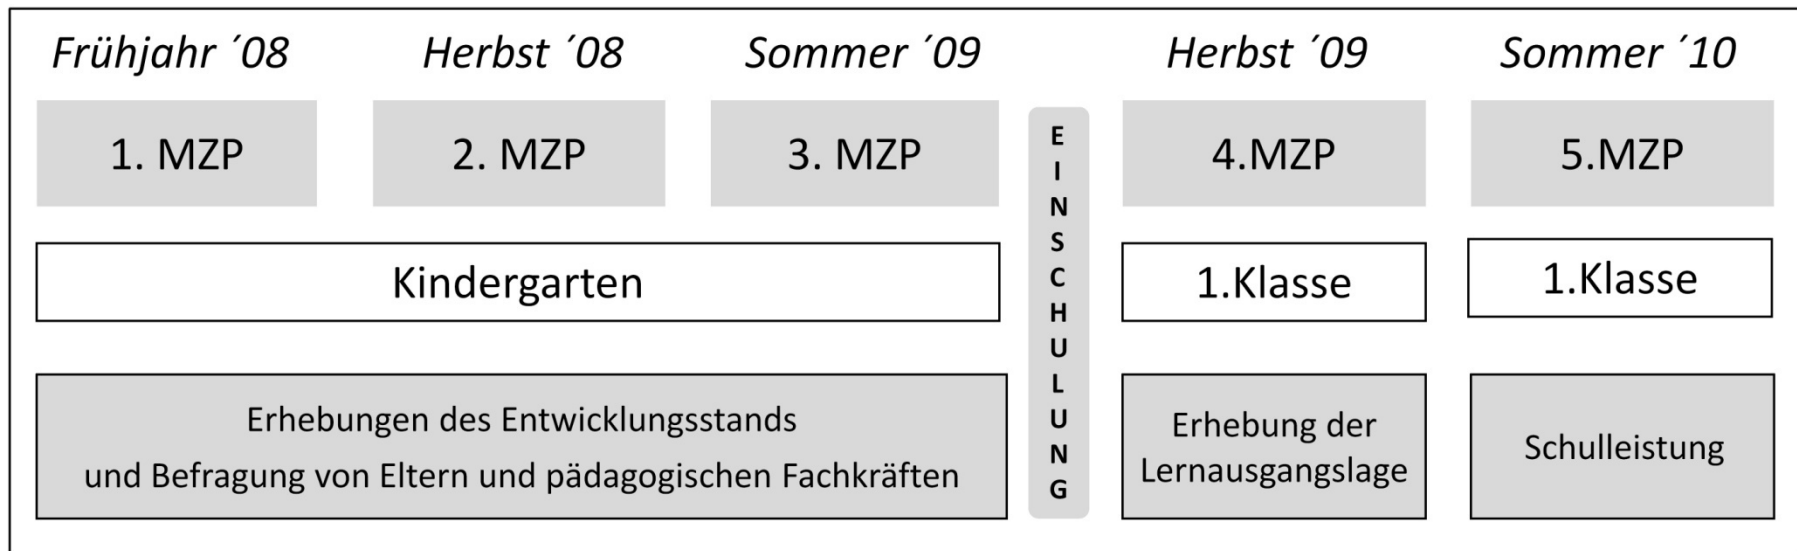 Frühjahr ´08 Herbst ´08 Sommer ´09 Herbst ´09 Sommer ´10
1. MZP 2. MZP 3. MZP 4.MZP 5.MZP
EINSCHULUNG
Kindergarten 1.Klasse 1.Klasse
Erhebungen des Entwicklungsstands
und Befragung von Eltern und pädagogischen Fachkräften
Erhebung der
Lernausgangslage
Schulleistung